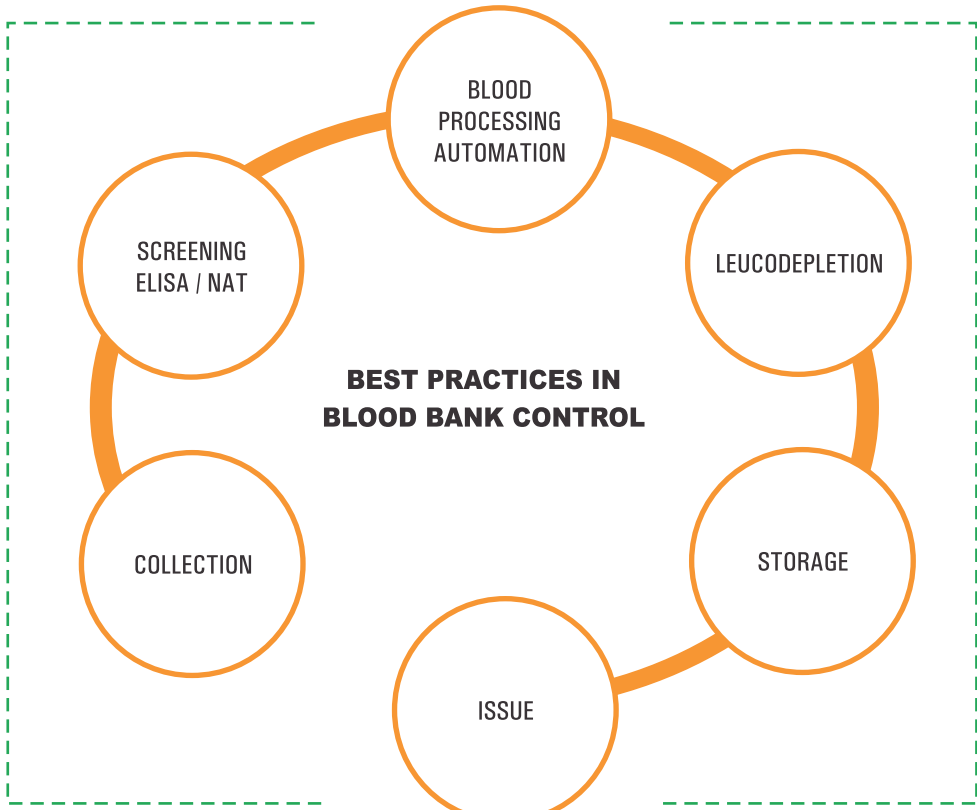 BLOOD
PROCESSING
AUTOMATION
SCREENING
ELISA / NAT
LEUCODEPLETION
BEST PRACTICES IN
BLOOD BANK CONTROL
COLLECTION
STORAGE
ISSUE